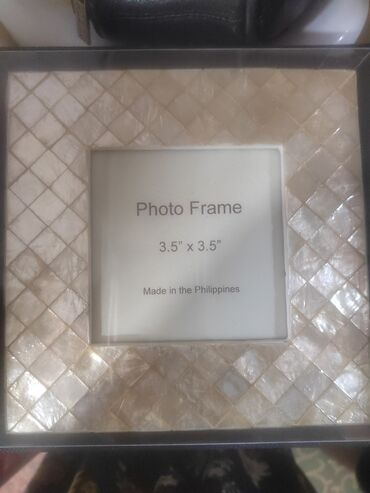 Photo Frame
3.5" x 3.5"
Made in the Philippines